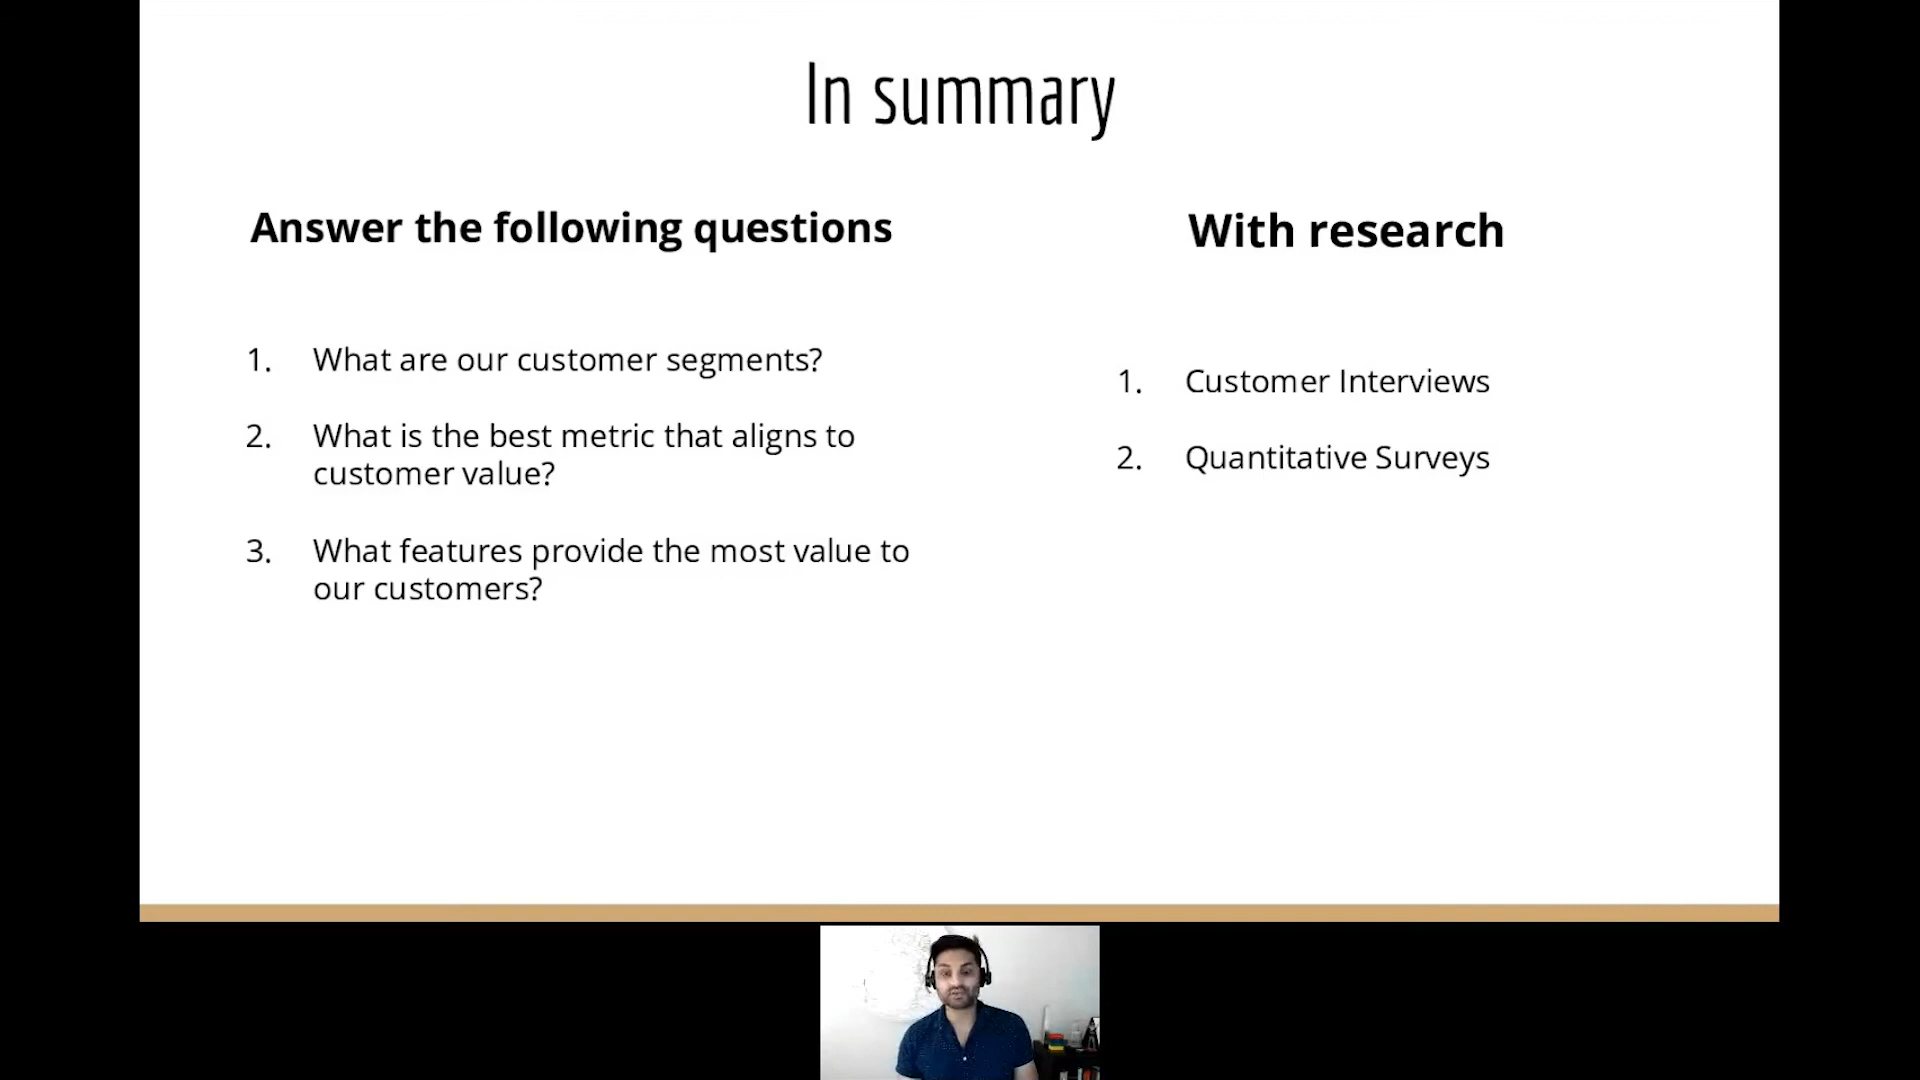 In summary
Answer the following questions
1. What are our customer segments?
2. What is the best metric that aligns to
customer value?
3. What features provide the most value to
our customers?
With research
1. Customer Interviews
2. Quantitative Surveys